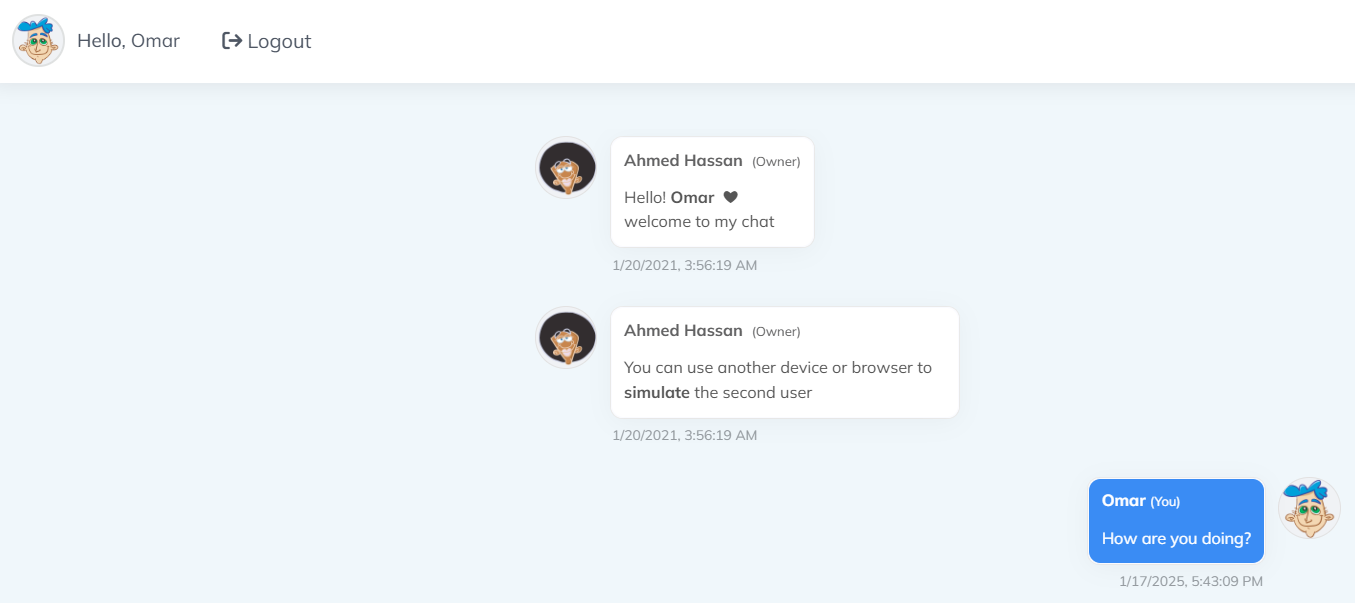 Hello, Omar
Logout
Ahmed Hassan (Owner)
Hello! Omar 🖤
welcome to my chat
1/20/2021, 3:56:19 AM
Ahmed Hassan (Owner)
You can use another device or browser to
simulate the second user
1/20/2021, 3:56:19 AM
Omar (You)
How are you doing?
1/17/2025, 5:43:09 PM